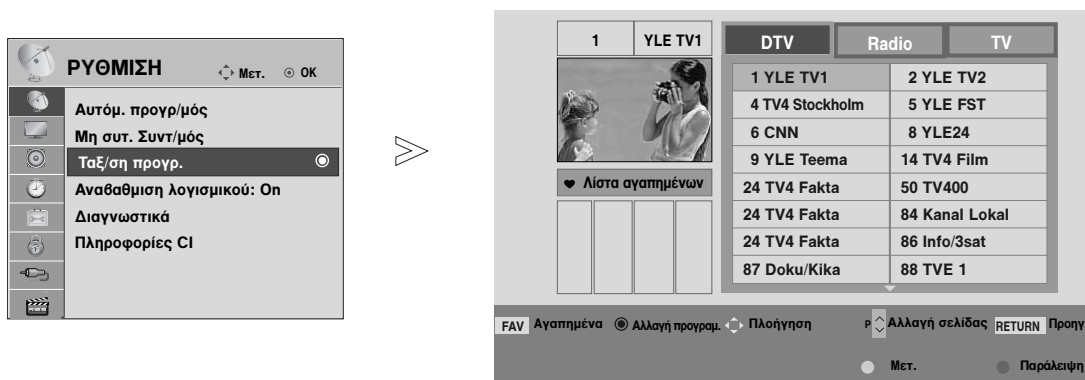 ΡΥΘΜΙΣΗ Μετ. OK
Αυτόμ. προγρ/μός
Μη συτ. Συντ/μός
Ταξ/ση προγρ.
Αναβαθμιση λογισμικού: On
Διαγνωστικά
Πληροφορίες CI
1 YLE TV1
Λίστα αγαπημένων
DTV Radio TV
1 YLE TV1 2 YLE TV2
4 TV4 Stockholm 5 YLE FST
6 CNN 8 YLE24
9 YLE Teema 14 TV4 Film
24 TV4 Fakta 50 TV400
24 TV4 Fakta 84 Kanal Lokal
24 TV4 Fakta 86 Info/3sat
87 Doku/Kika 88 TVE 1
FAV Αγαπημένα Αλλαγή προγραμ. Πλοήγηση P Αλλαγή σελίδας RETURN Προηγ
Μετ. Παράλειψη